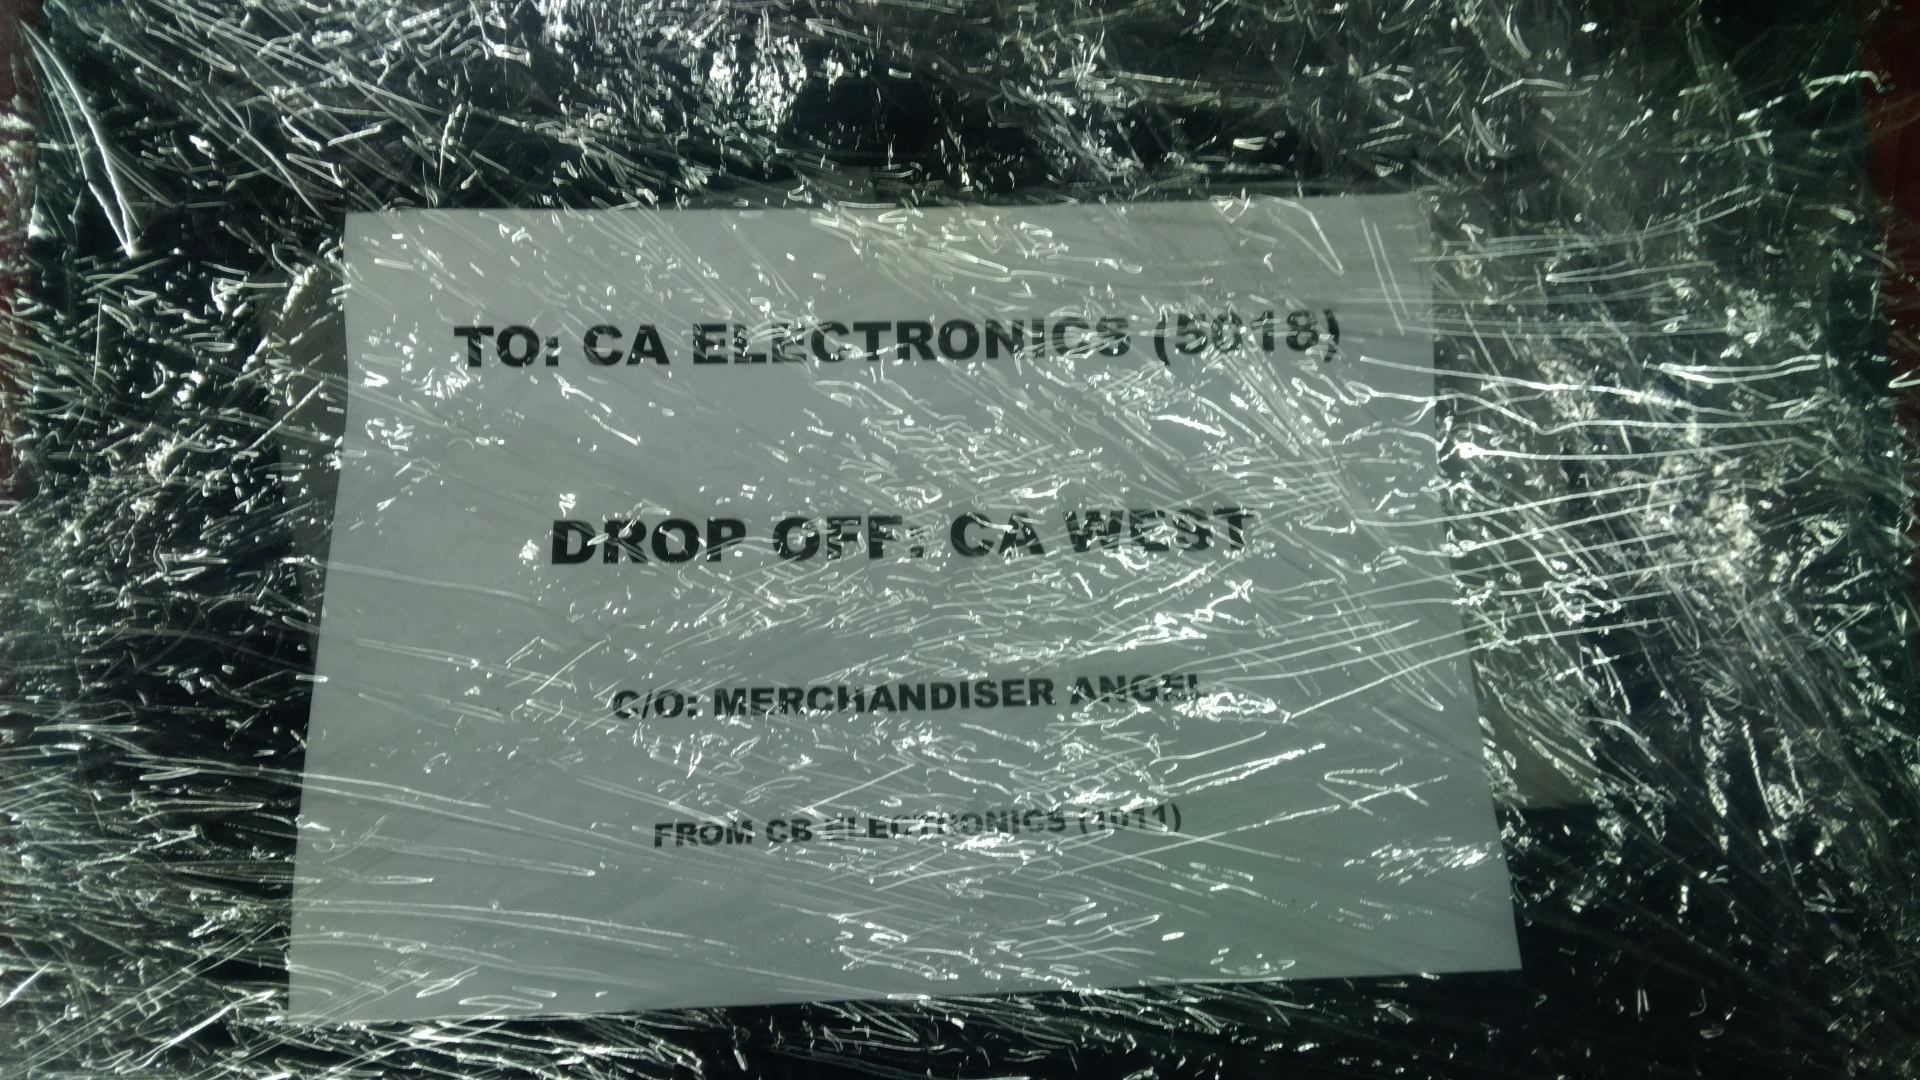 TO: CA ELECTRONICS (5018)
DROP OFF: CA WEST
C/O: MERCHANDISER ANGEL
FROM CB ELECTRONICS (1011)